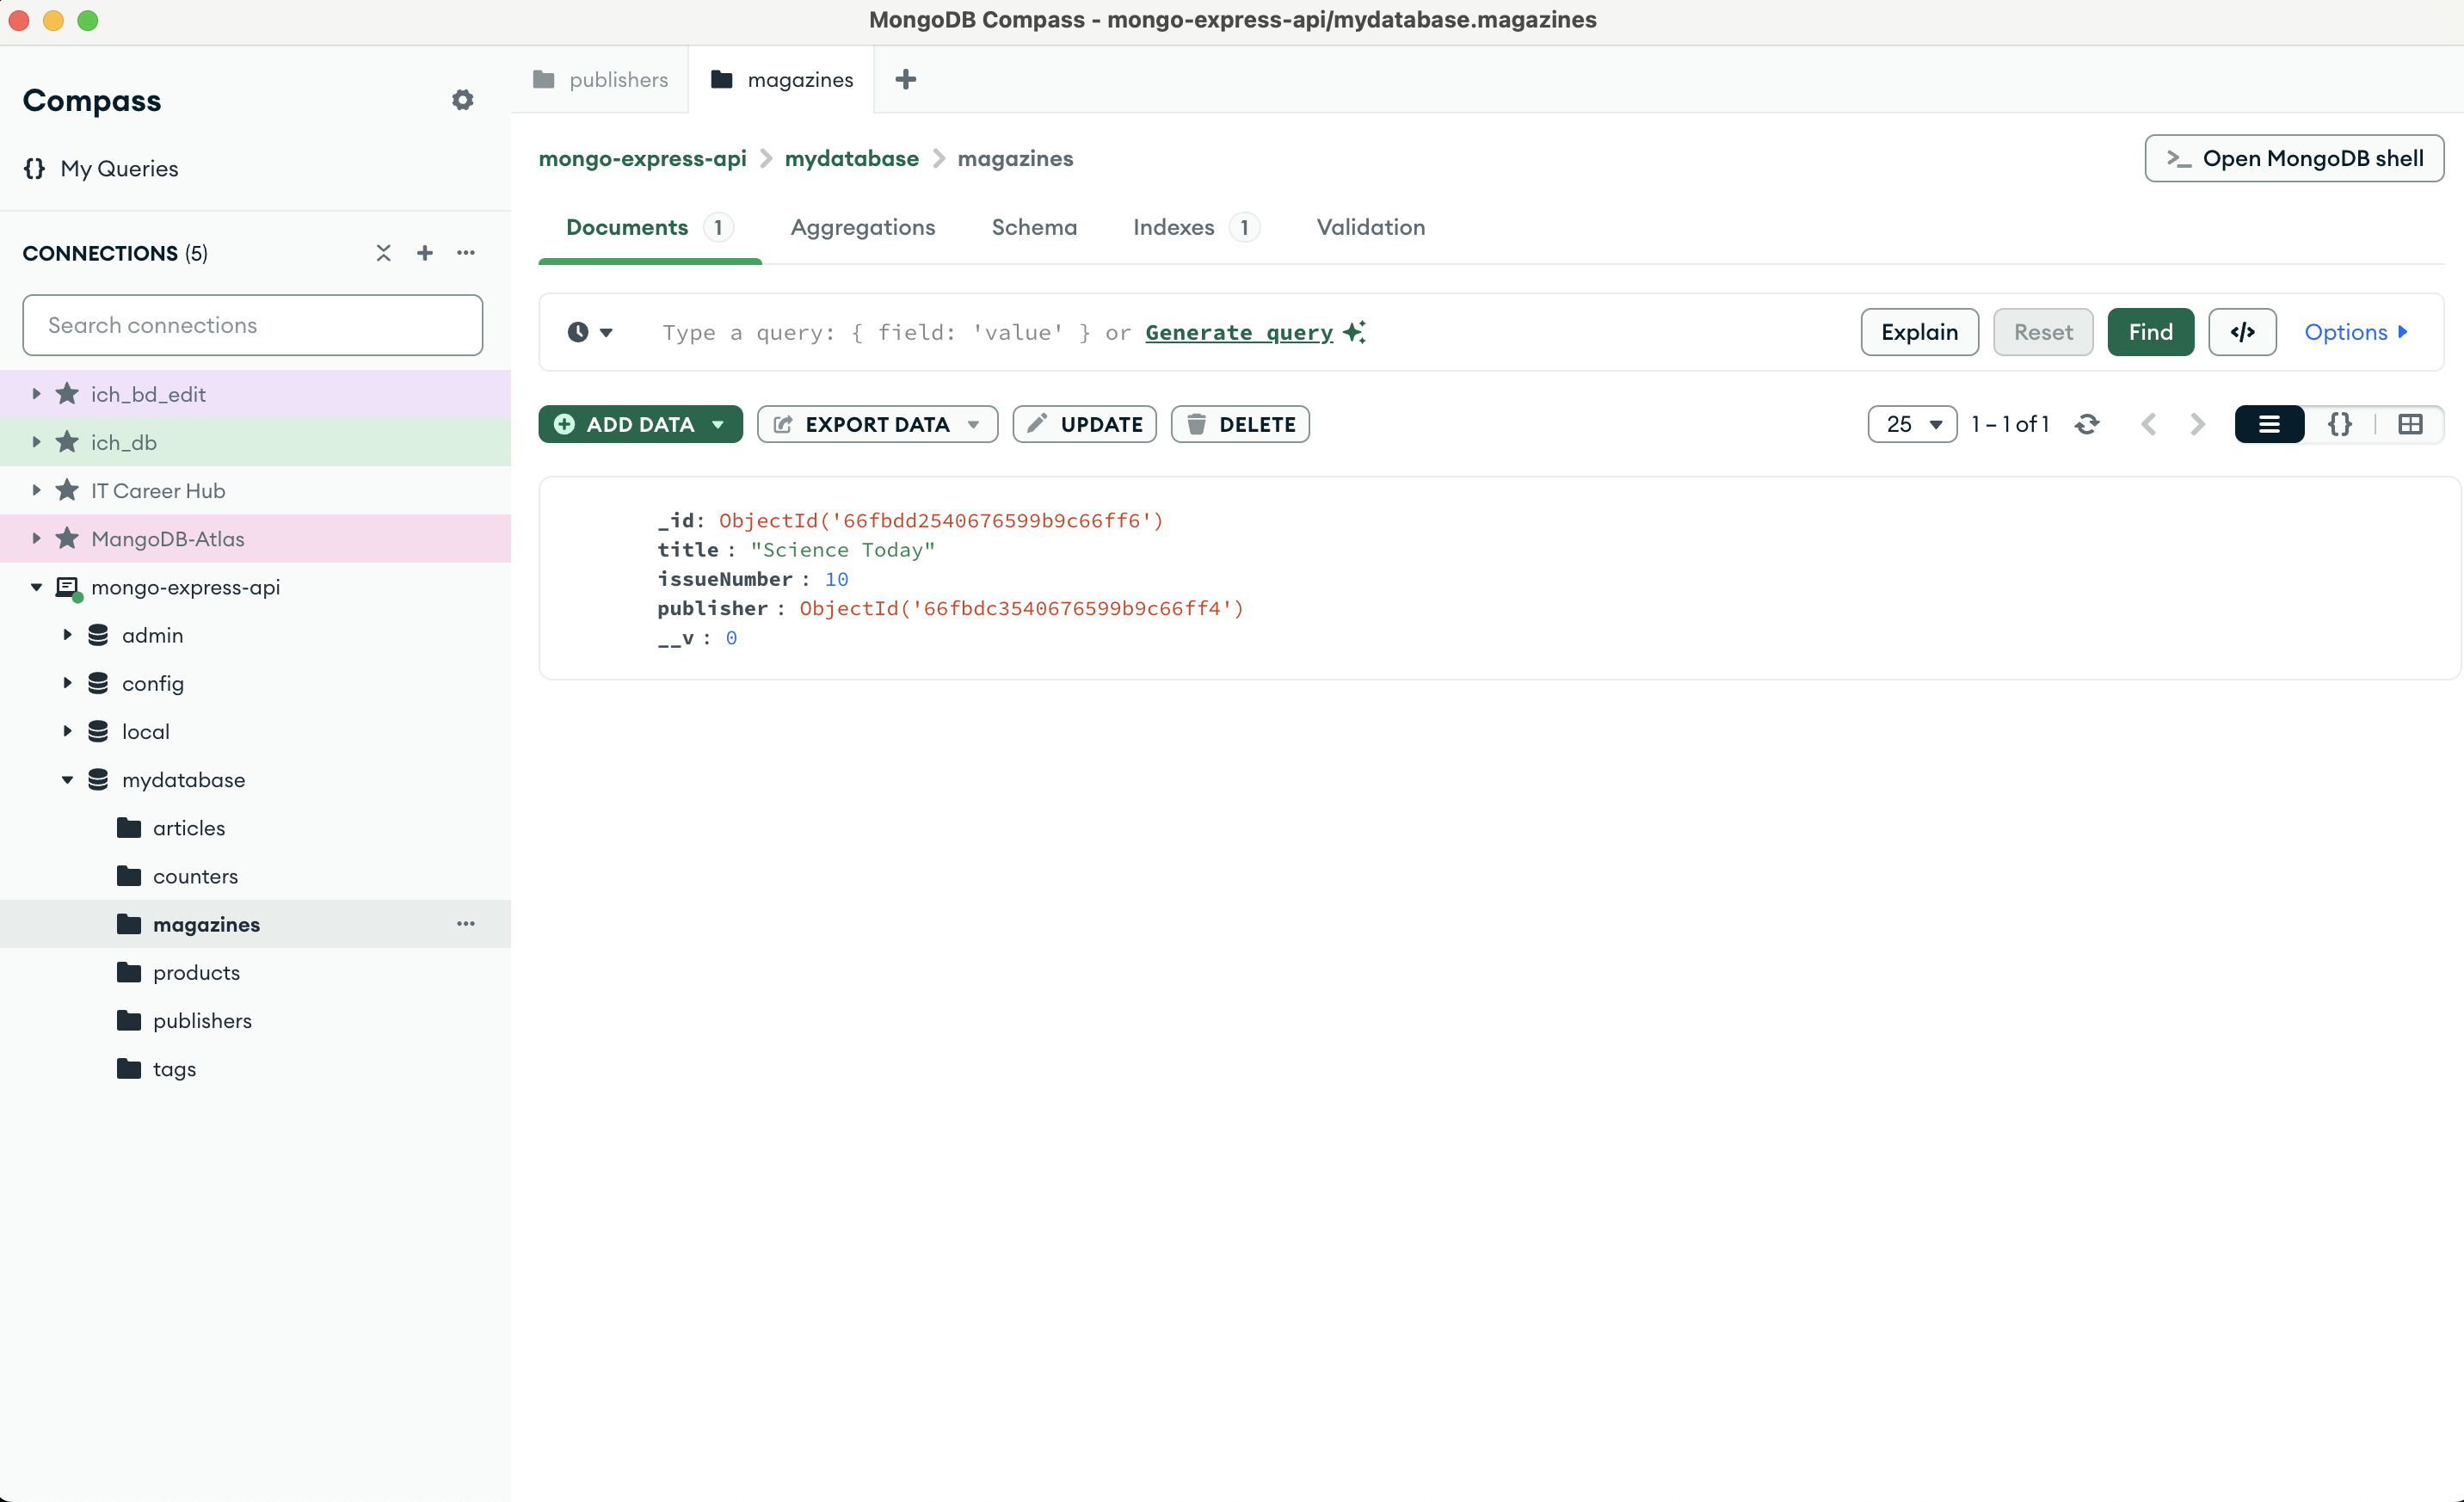 MongoDB Compass - mongo-express-api/mydatabase.magazines
Compass
My Queries
CONNECTIONS (5)
Search connections
ich_bd_edit
ich_db
IT Career Hub
MangoDB-Atlas
mongo-express-api
admin
config
local
mydatabase
articles
counters
magazines
products
publishers
tags
publishers
magazines
mongo-express-api > mydatabase > magazines
>_ Open MongoDB shell
Documents 1
Aggregations
Schema
Indexes 1
Validation
Type a query: { field: 'value' } or Generate query
Explain
Reset
Find
</>
Options
ADD DATA
EXPORT DATA
UPDATE
DELETE
25
1 – 1 of 1
{}
_id: ObjectId('66fbdd2540676599b9c66ff6')
title : "Science Today"
issueNumber : 10
publisher : ObjectId('66fbdc3540676599b9c66ff4')
__v : 0